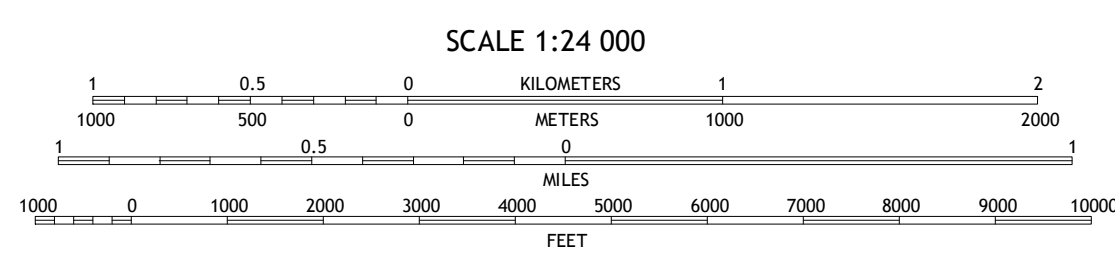 SCALE 1:24 000
1 0.5 0 KILOMETERS 1 2
1000 500 0 METERS 1000 2000
1 0.5 0 1
MILES
1000 0 1000 2000 3000 4000 5000 6000 7000 8000 9000 10000
FEET